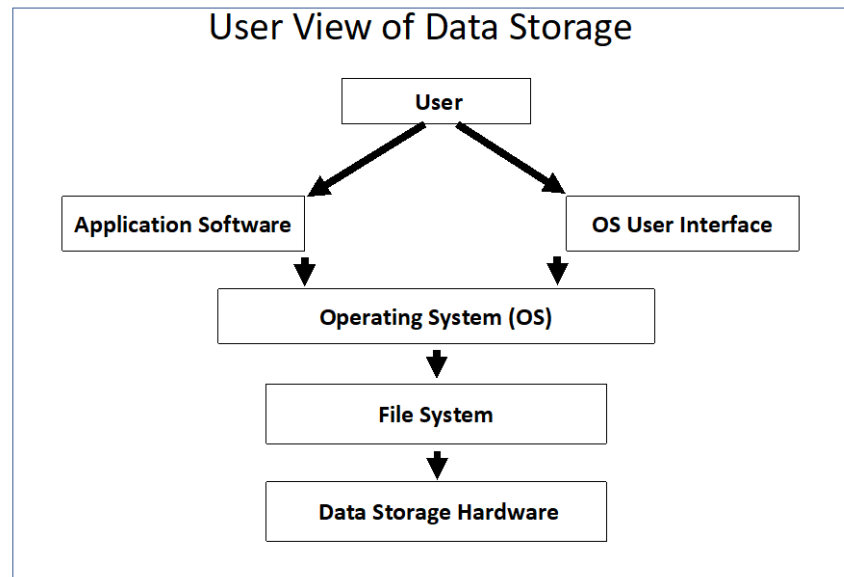 User View of Data Storage
User
Application Software
OS User Interface
Operating System (OS)
File System
Data Storage Hardware